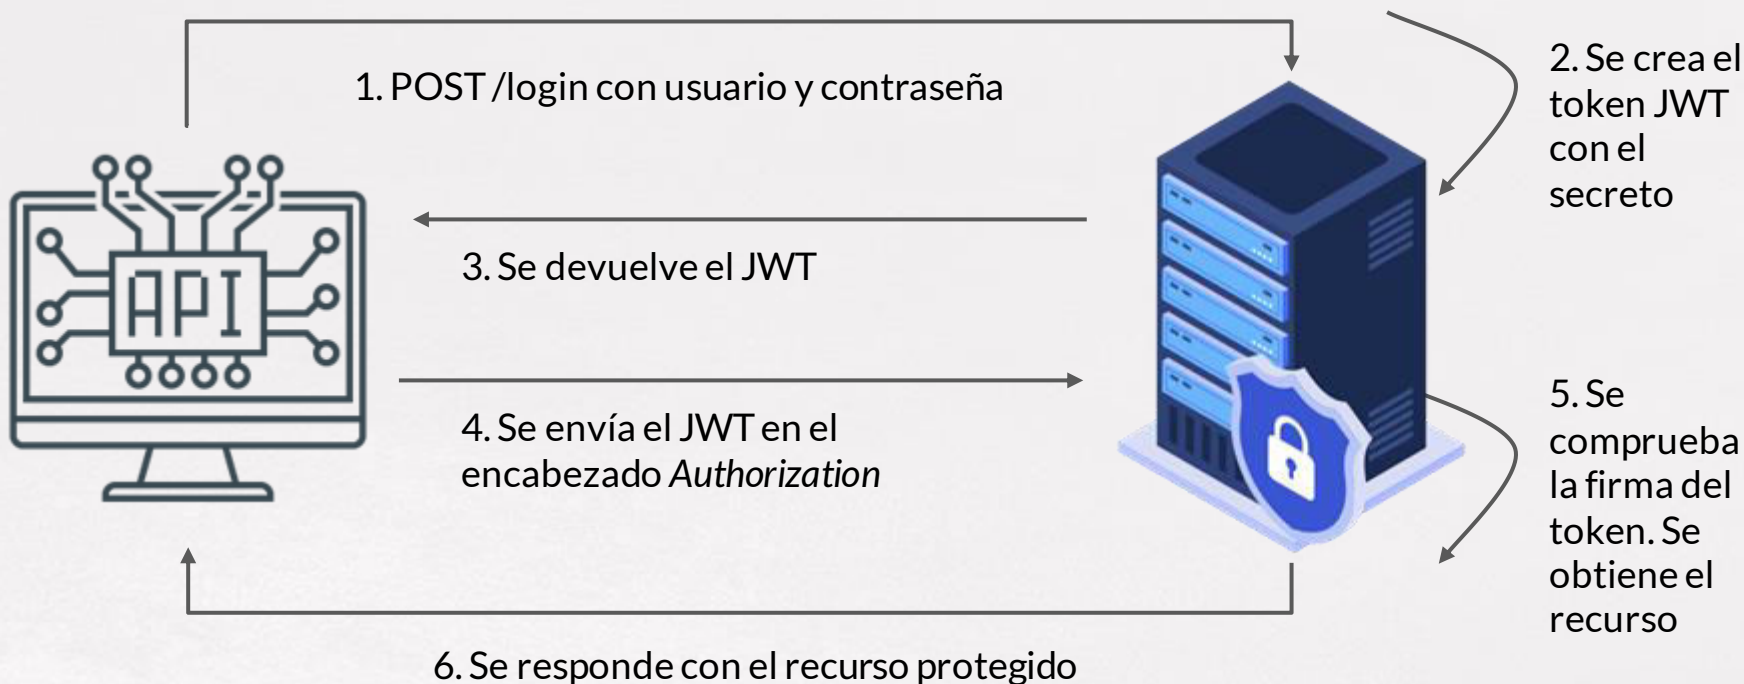 1. POST /login con usuario y contraseña
2. Se crea el
token JWT
con el
secreto
API
3. Se devuelve el JWT
4. Se envía el JWT en el
encabezado Authorization
5. Se
comprueba
la firma del
token. Se
obtiene el
recurso
6. Se responde con el recurso protegido